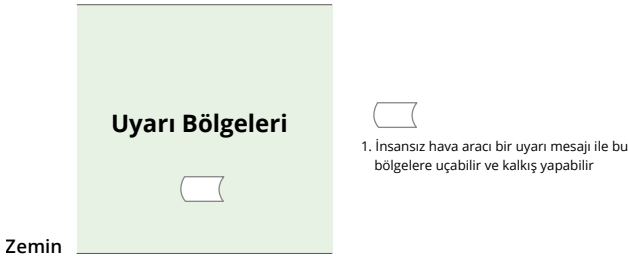 Uyarı Bölgeleri
1. İnsansız hava aracı bir uyarı mesajı ile bu
bölgelere uçabilir ve kalkış yapabilir
Zemin